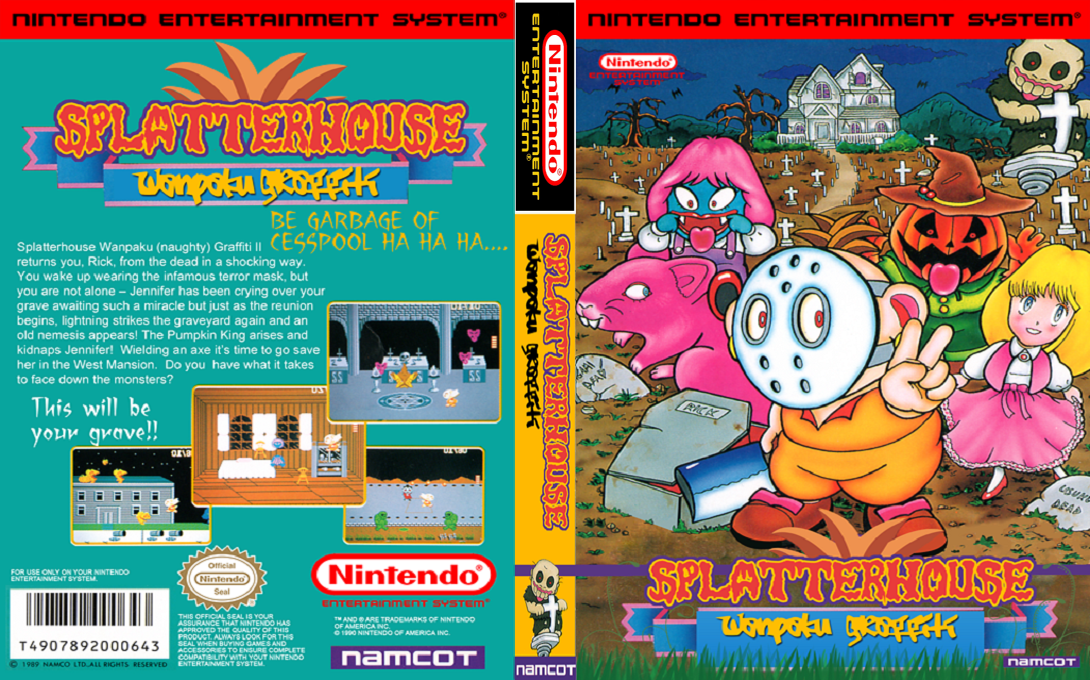 NINTENDO ENTERTAINMENT SYSTEM®
SPLATTERHOUSE
Wanpaku Graffiti
BE GARBAGE OF
CESSPOOL HA HA HA....
Splatterhouse Wanpaku (naughty) Graffiti II
returns you, Rick, from the dead in a shocking way.
You wake up wearing the infamous terror mask, but
you are not alone – Jennifer has been crying over your
grave awaiting such a miracle but just as the reunion
begins, lightning strikes the graveyard again and an
old nemesis appears! The Pumpkin King arises and
kidnaps Jennifer! Wielding an axe it's time to go save
her in the West Mansion. Do you have what it takes
to face down the monsters?
This will be
your grave!!
SS
SS
FOR USE ONLY ON YOUR NINTENDO
ENTERTAINMENT SYSTEM.
T4907892000643
© 1989 NAMCO LTD.ALL RIGHTS RESERVED
Official
Nintendo®
Seal
THIS OFFICIAL SEAL IS YOUR
ASSURANCE THAT NINTENDO HAS
APPROVED THE QUALITY OF THIS
PRODUCT. ALWAYS LOOK FOR THIS
SEAL WHEN BUYING GAMES AND
ACCESSORIES TO ENSURE COMPLETE
COMPATIBILITY WITH YOUR NINTENDO
ENTERTAINMENT SYSTEM.
Nintendo®
ENTERTAINMENT SYSTEM®
™ AND ® ARE TRADEMARKS OF NINTENDO
OF AMERICA INC.
© 1990 NINTENDO OF AMERICA INC.
namcot
Nintendo®
ENTERTAINMENT
SYSTEM®
SPLATTERHOUSE
Wanpaku Graffiti
namcot
NINTENDO ENTERTAINMENT SYSTEM®
Nintendo®
ENTERTAINMENT
SYSTEM
DEAD
RICK
DEAD
SPLATTERHOUSE
Wanpaku Graffiti
namcot